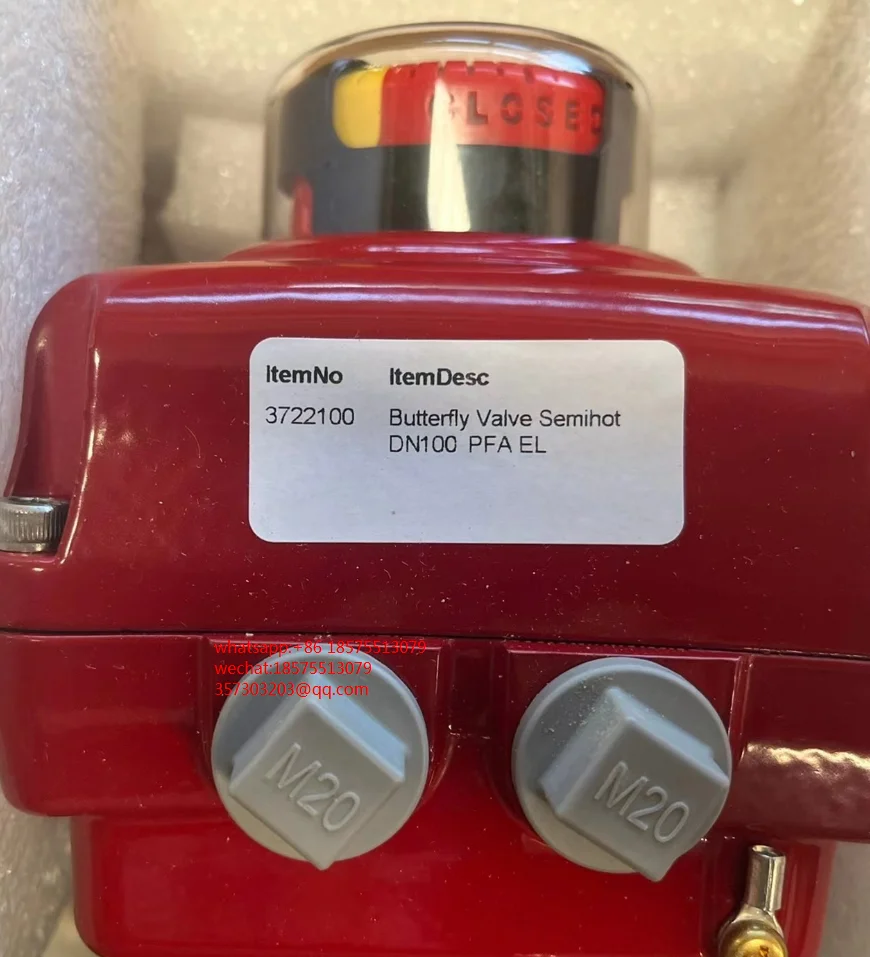 CLOSED
ItemNo ItemDesc
3722100 Butterfly Valve Semihot
DN100 PFA EL
whatsapp:+86 18575513079
wechat:18575513079
357303203@qq.com
M20
M20